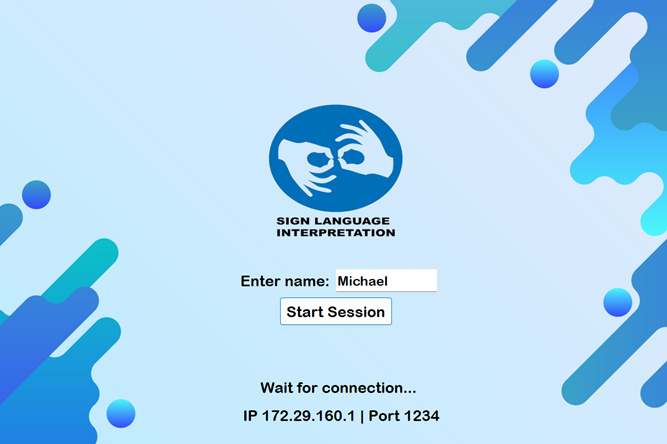 SIGN LANGUAGE
INTERPRETATION
Enter name: Michael
Start Session
Wait for connection...
IP 172.29.160.1 | Port 1234